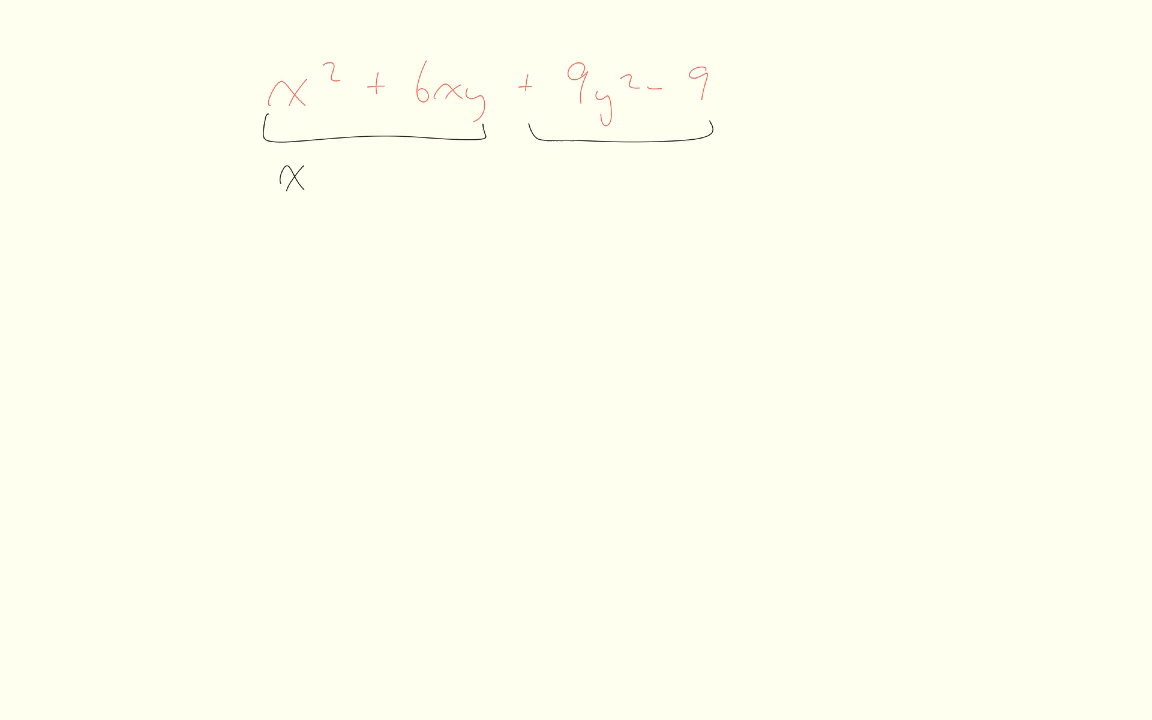 x² + 6xy + 9y² - 9
x